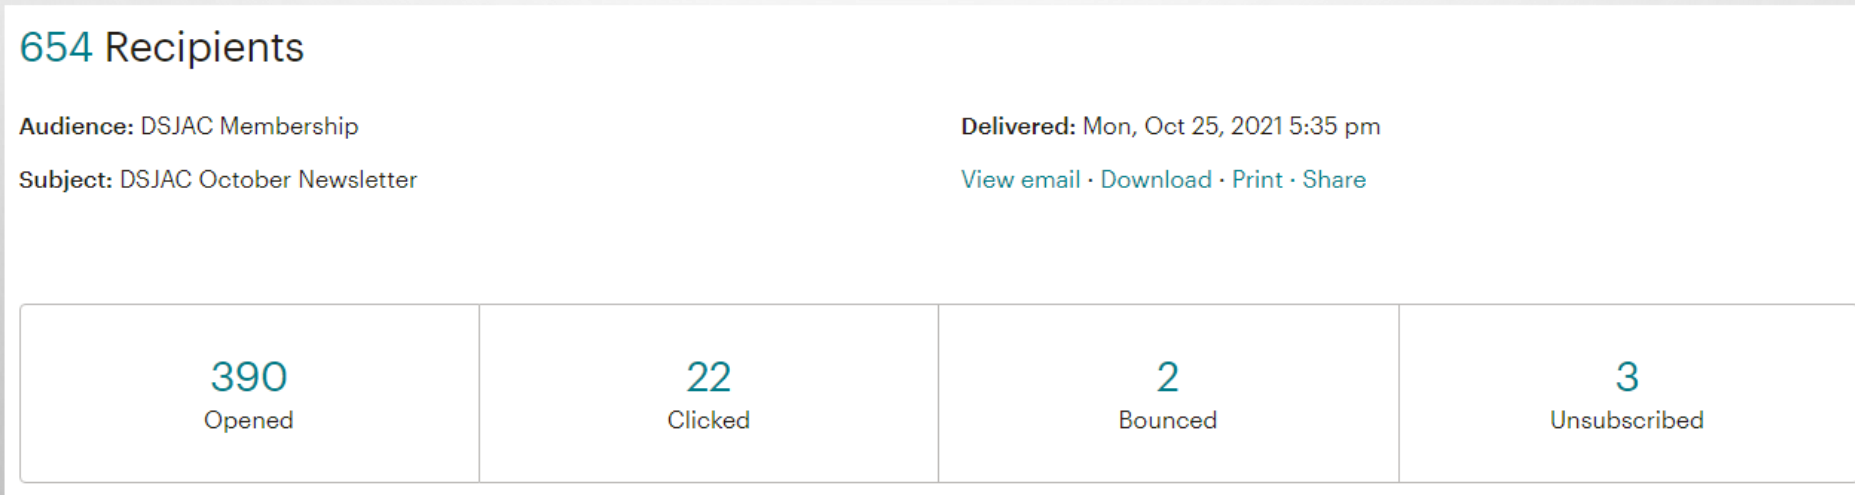 654 Recipients
Audience: DSJAC Membership
Delivered: Mon, Oct 25, 2021 5:35 pm
Subject: DSJAC October Newsletter
View email · Download · Print · Share
390
Opened
22
Clicked
2
Bounced
3
Unsubscribed